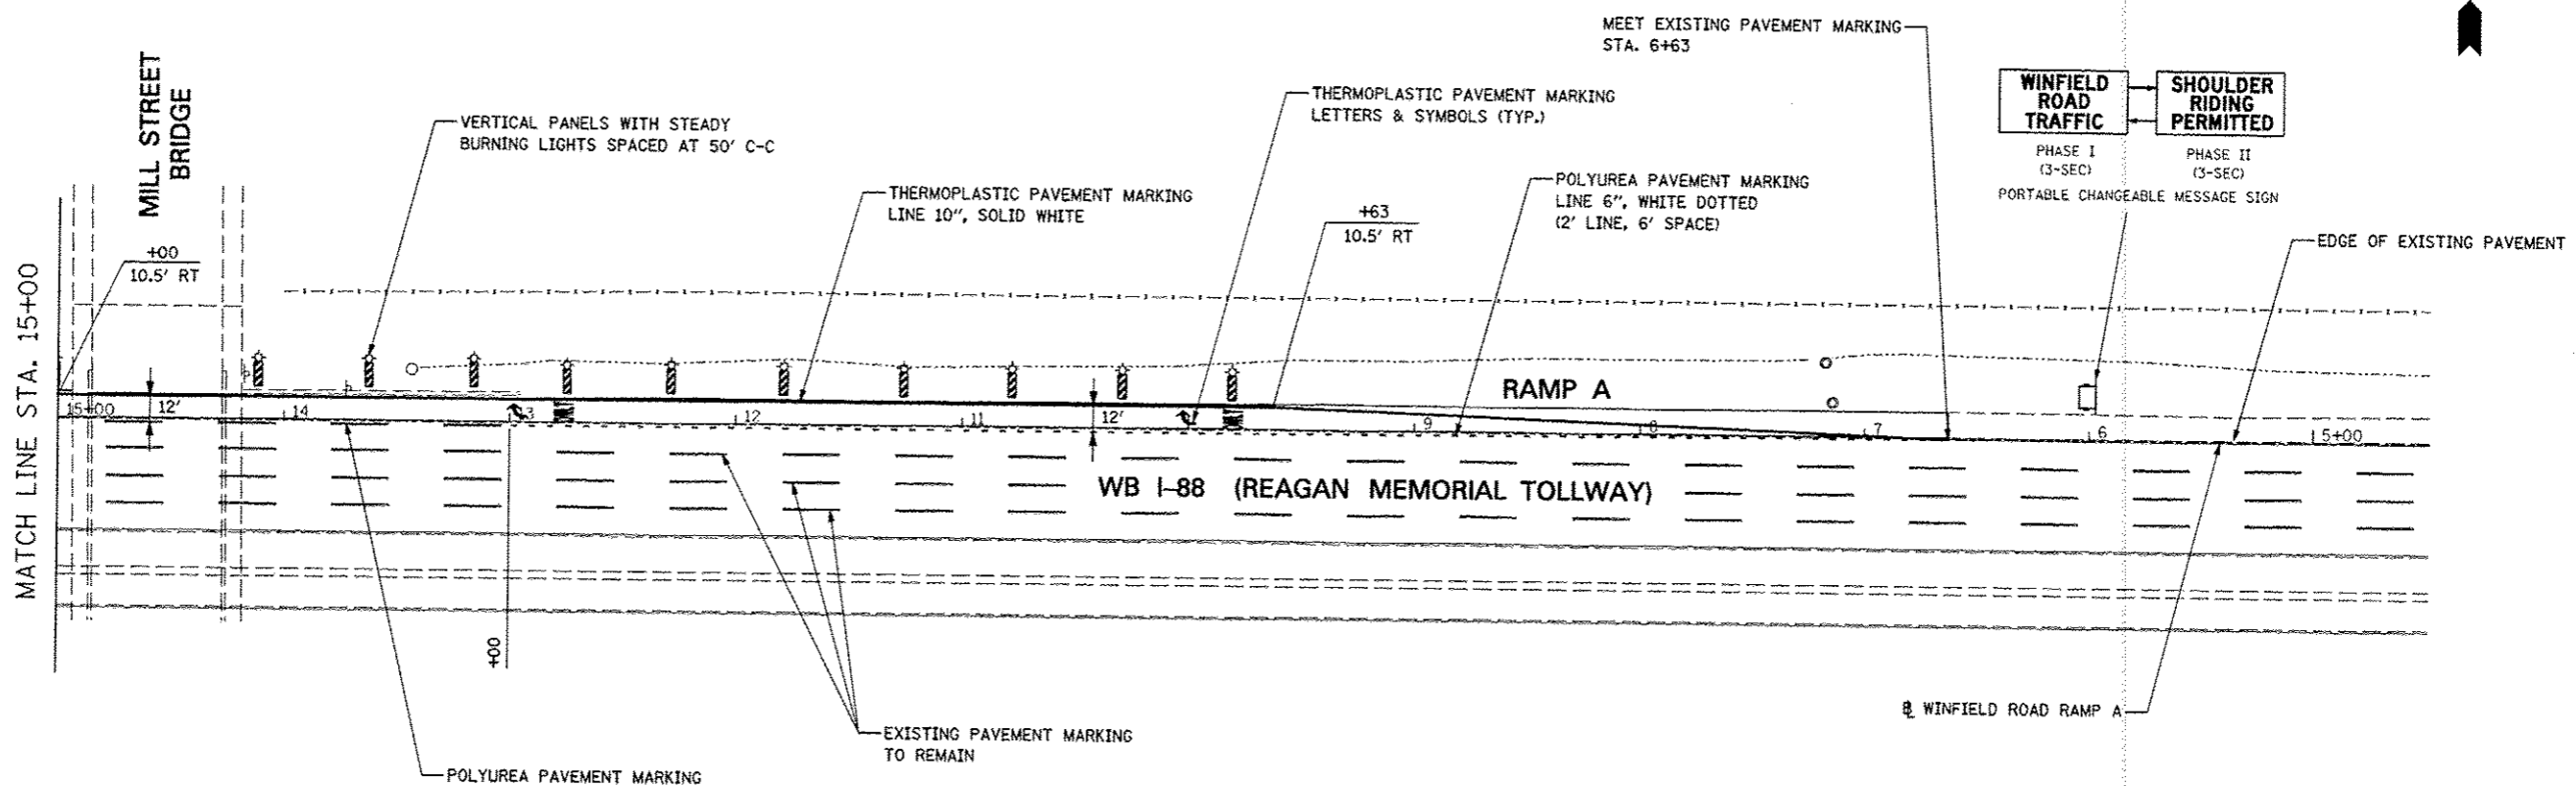 MEET EXISTING PAVEMENT MARKING
STA. 6+63
MILL STREET
BRIDGE
WINFIELD
ROAD
TRAFFIC
SHOULDER
RIDING
PERMITTED
PHASE I
(3-SEC)
PHASE II
(3-SEC)
PORTABLE CHANGEABLE MESSAGE SIGN
VERTICAL PANELS WITH STEADY
BURNING LIGHTS SPACED AT 50' C-C
THERMOPLASTIC PAVEMENT MARKING
LETTERS & SYMBOLS (TYP.)
THERMOPLASTIC PAVEMENT MARKING
LINE 10", SOLID WHITE
POLYUREA PAVEMENT MARKING
LINE 6", WHITE DOTTED
(2' LINE, 6' SPACE)
+63
10.5' RT
+00
10.5' RT
EDGE OF EXISTING PAVEMENT
MATCH LINE STA. 15+00
RAMP A
15+00
12'
14
13
12
11
12'
9
8
7
6
5+00
WB I-88 (REAGAN MEMORIAL TOLLWAY)
+00
WINFIELD ROAD RAMP A
EXISTING PAVEMENT MARKING
TO REMAIN
POLYUREA PAVEMENT MARKING